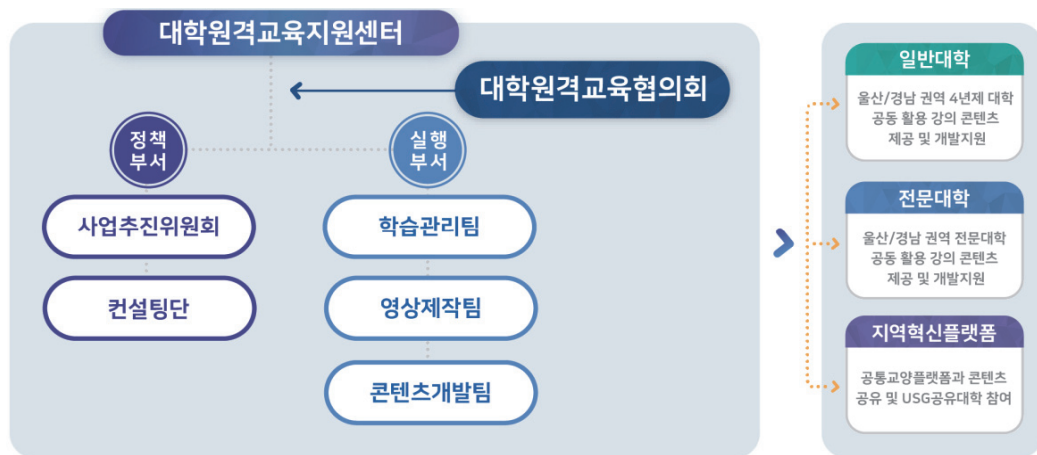 대학원격교육지원센터
대학원격교육협의회
정책
부서
사업추진위원회
컨설팅단
실행
부서
학습관리팀
영상제작팀
콘텐츠개발팀
일반대학
울산/경남 권역 4년제 대학
공동 활용 강의 콘텐츠
제공 및 개발지원
전문대학
울산/경남 권역 전문대학
공동 활용 강의 콘텐츠
제공 및 개발지원
지역혁신플랫폼
공통교양플랫폼과 콘텐츠
공유 및 USG공유대학 참여